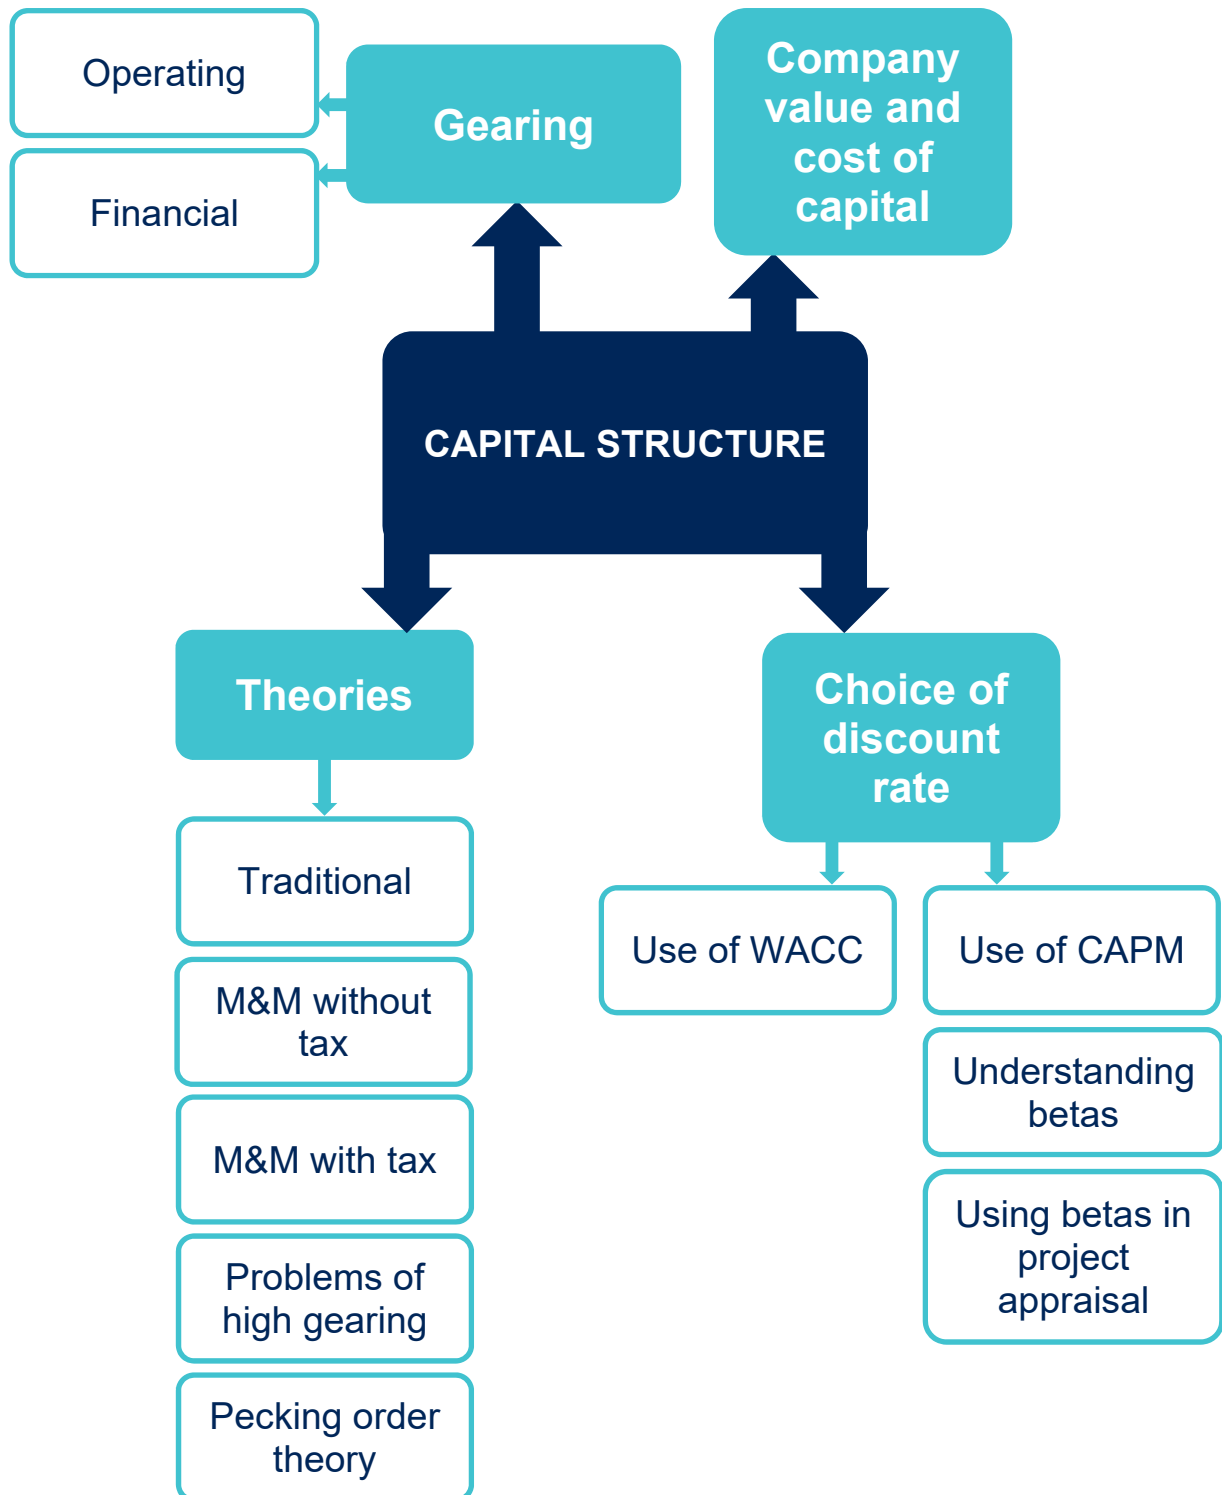 Operating
Financial
Gearing
Company
value and
cost of
capital
CAPITAL STRUCTURE
Theories
Traditional
M&M without
tax
M&M with tax
Problems of
high gearing
Pecking order
theory
Choice of
discount
rate
Use of WACC
Use of CAPM
Understanding
betas
Using betas in
project
appraisal